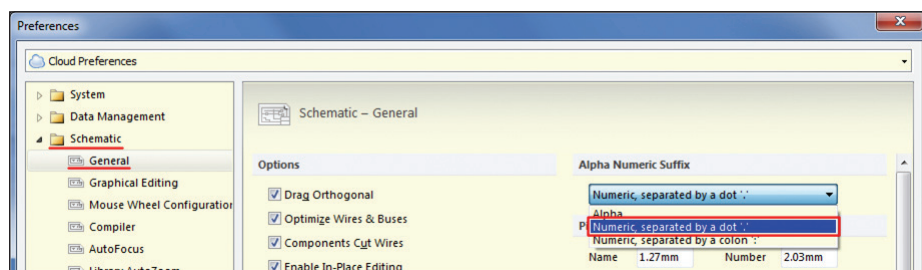 Preferences
Cloud Preferences
System
Data Management
Schematic
General
Graphical Editing
Mouse Wheel Configuration
Compiler
AutoFocus
Library AutoZoom
Schematic – General
Options
Drag Orthogonal
Optimize Wires & Buses
Components Cut Wires
Enable In-Place Editing
Alpha Numeric Suffix
Numeric, separated by a dot '.'
Alpha
Numeric, separated by a dot '.'
Numeric, separated by a colon ':'
Name 1.27mm Number 2.03mm